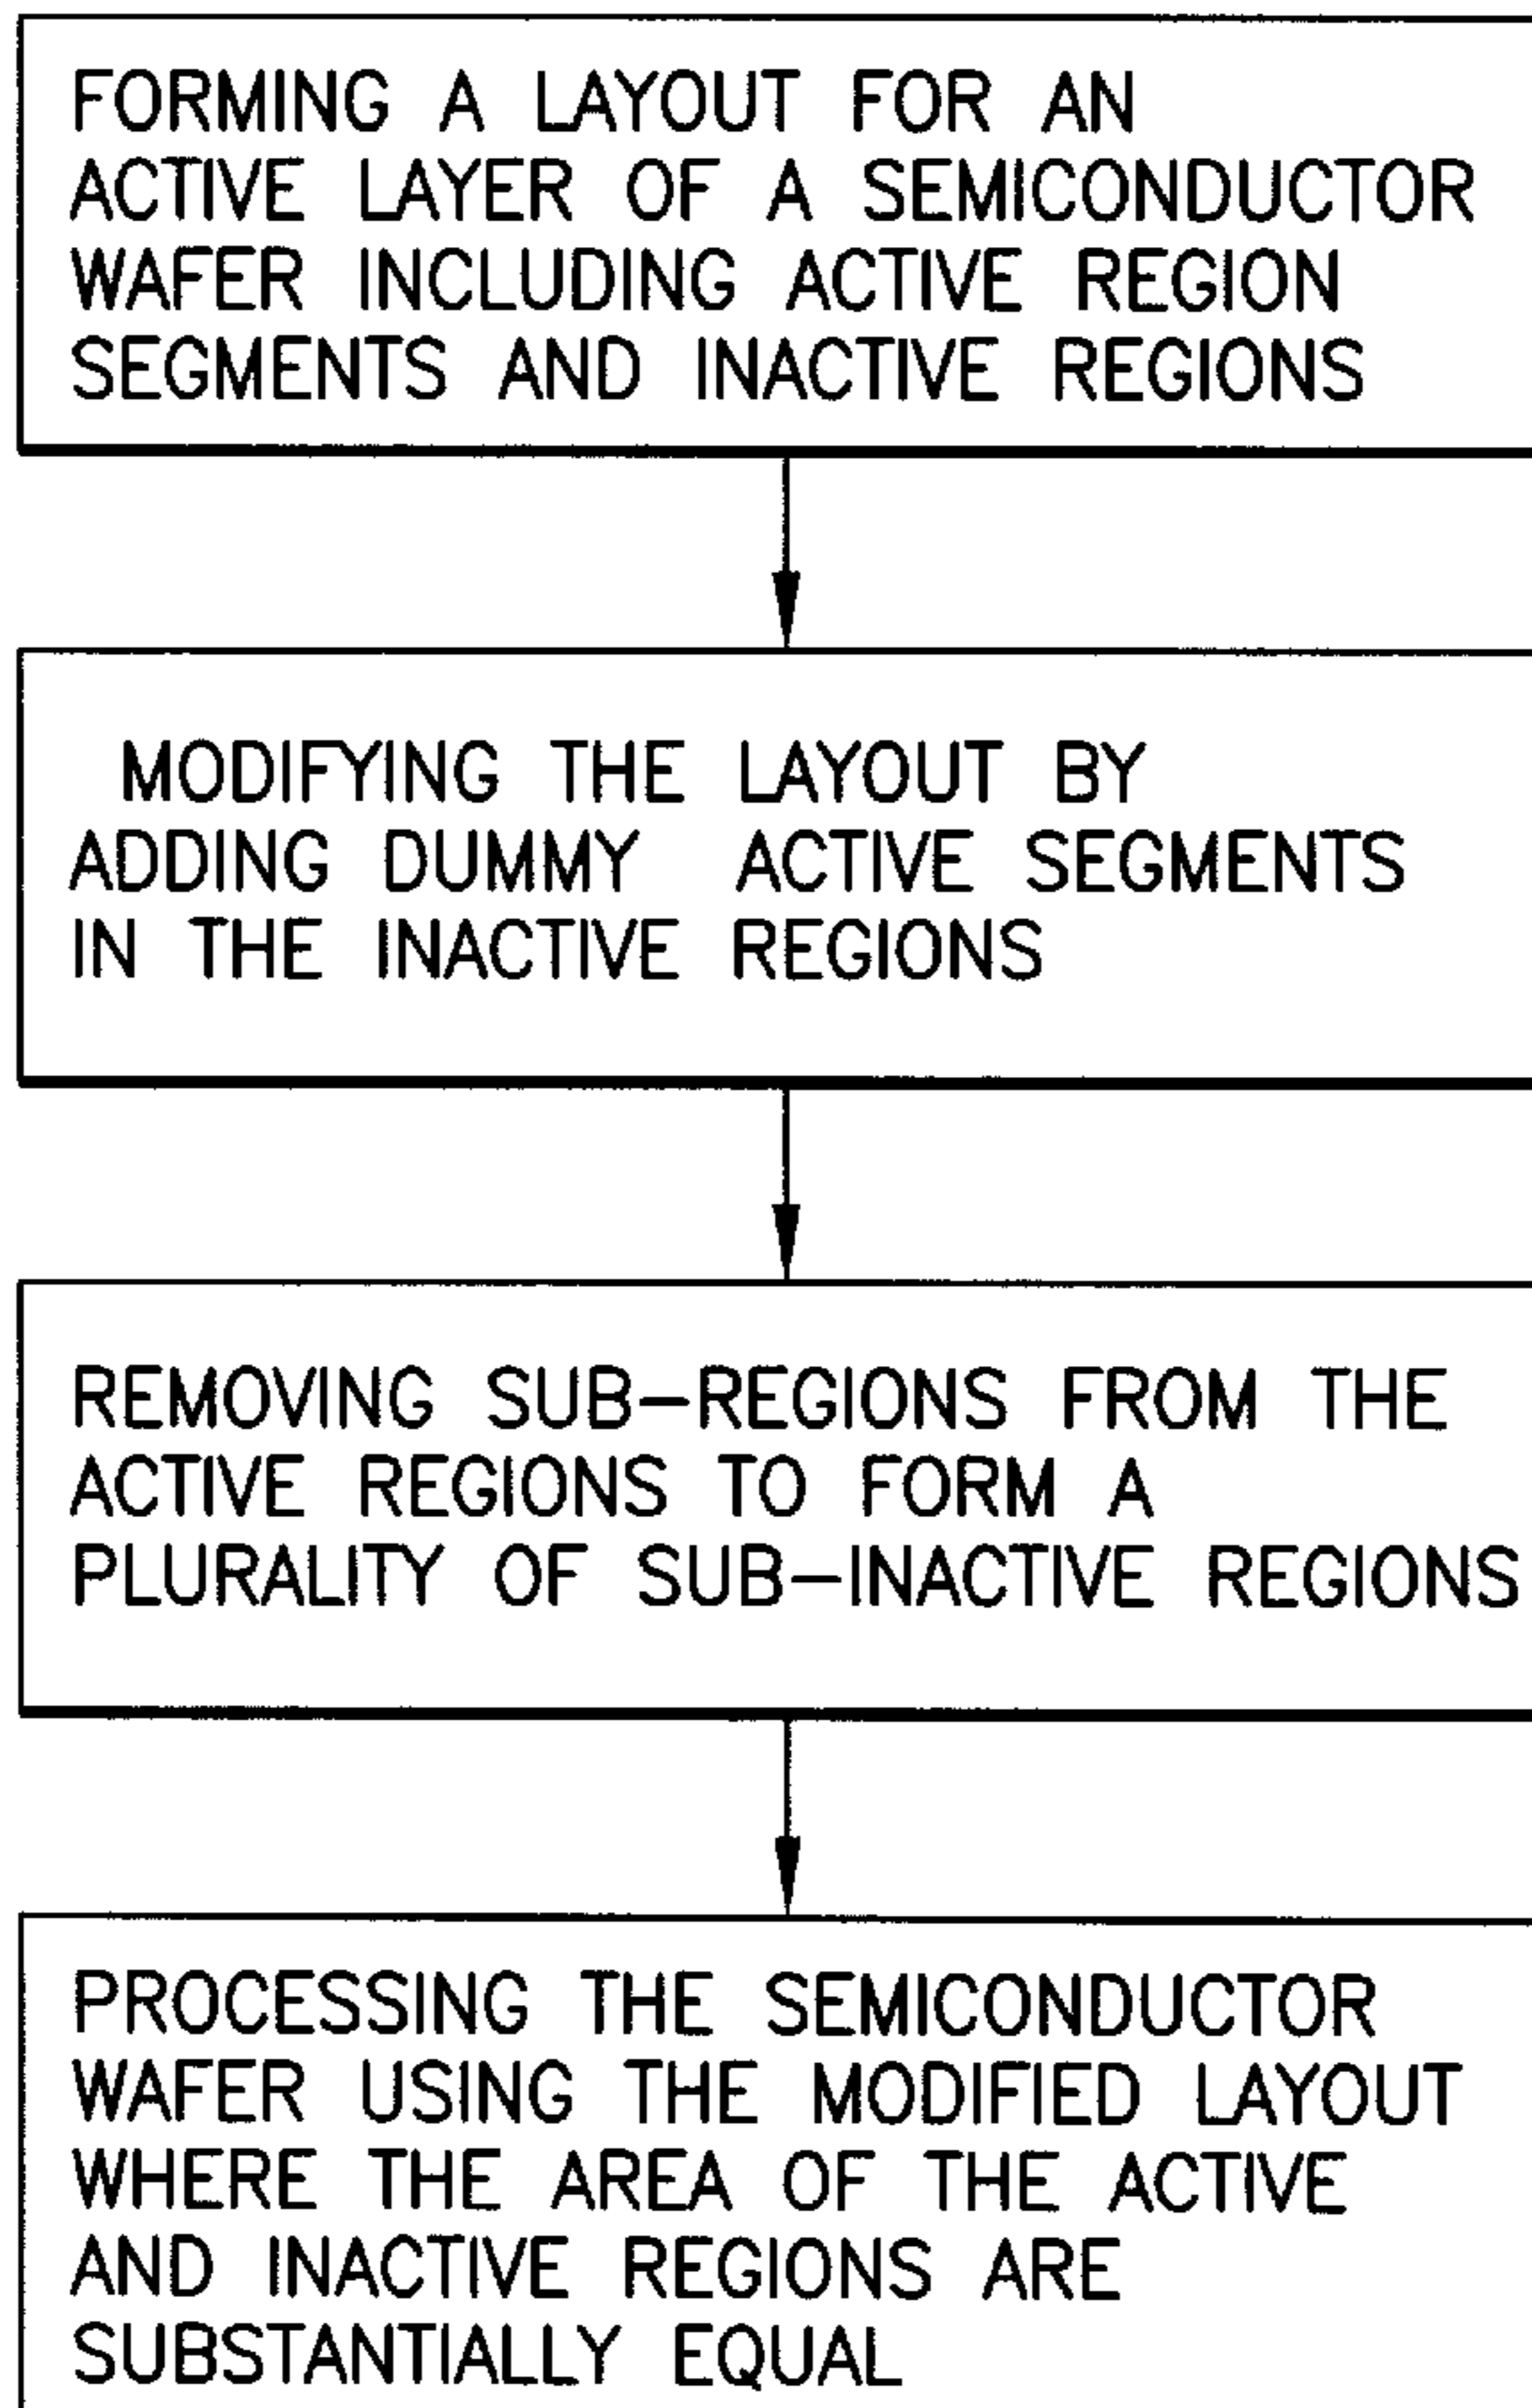 FORMING A LAYOUT FOR AN
ACTIVE LAYER OF A SEMICONDUCTOR
WAFER INCLUDING ACTIVE REGION
SEGMENTS AND INACTIVE REGIONS
MODIFYING THE LAYOUT BY
ADDING DUMMY ACTIVE SEGMENTS
IN THE INACTIVE REGIONS
REMOVING SUB-REGIONS FROM THE
ACTIVE REGIONS TO FORM A
PLURALITY OF SUB-INACTIVE REGIONS
PROCESSING THE SEMICONDUCTOR
WAFER USING THE MODIFIED LAYOUT
WHERE THE AREA OF THE ACTIVE
AND INACTIVE REGIONS ARE
SUBSTANTIALLY EQUAL